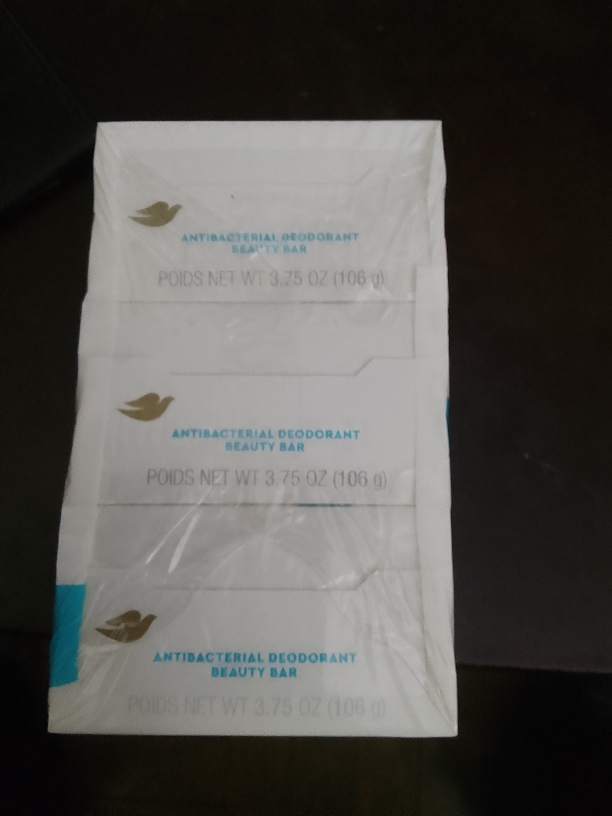 ANTIBACTERIAL DEODORANT
BEAUTY BAR
POIDS NET WT 3.75 OZ (106 g)
ANTIBACTERIAL DEODORANT
BEAUTY BAR
POIDS NET WT 3.75 OZ (106 g)
ANTIBACTERIAL DEODORANT
BEAUTY BAR
POIDS NET WT 3.75 OZ (106 g)